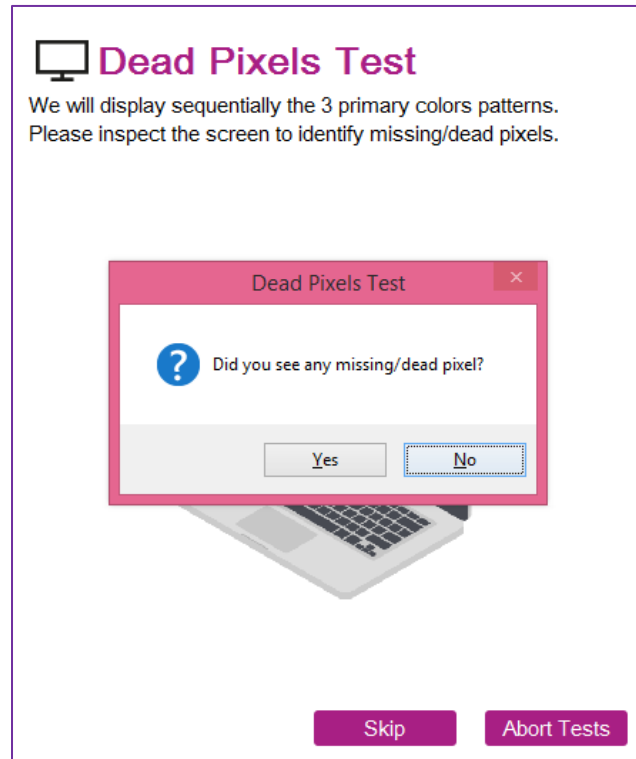 Dead Pixels Test
We will display sequentially the 3 primary colors patterns.
Please inspect the screen to identify missing/dead pixels.
Dead Pixels Test
Did you see any missing/dead pixel?
Yes
No
Skip
Abort Tests